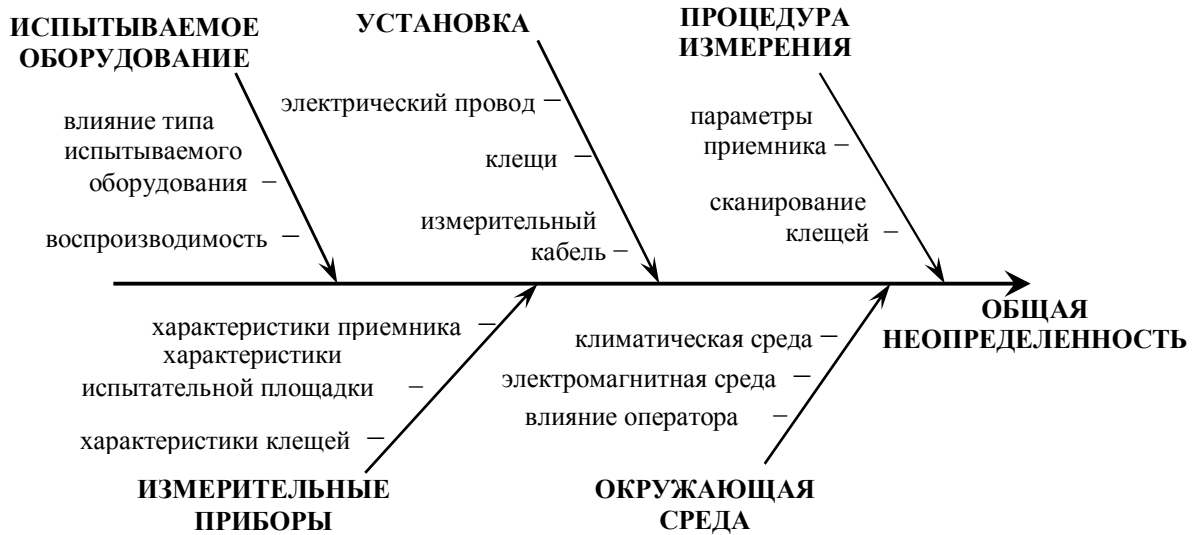 ИСПЫТЫВАЕМОЕ
ОБОРУДОВАНИЕ
УСТАНОВКА
ПРОЦЕДУРА
ИЗМЕРЕНИЯ
влияние типа
испытываемого
оборудования –
воспроизводимость –
электрический провод –
клещи –
измерительный
кабель –
параметры
приемника –
сканирование
клещей –
ОБЩАЯ
НЕОПРЕДЕЛЕННОСТЬ
характеристики приемника –
характеристики
испытательной площадки –
характеристики клещей –
климатическая среда –
электромагнитная среда –
влияние оператора –
ИЗМЕРИТЕЛЬНЫЕ
ПРИБОРЫ
ОКРУЖАЮЩАЯ
СРЕДА